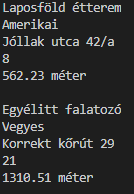 Laposföld étterem
Amerikai
Jóllak utca 42/a
8
562.23 méter
Egyélitt falatozó
Vegyes
Korrekt kőrút 29
21
1310.51 méter